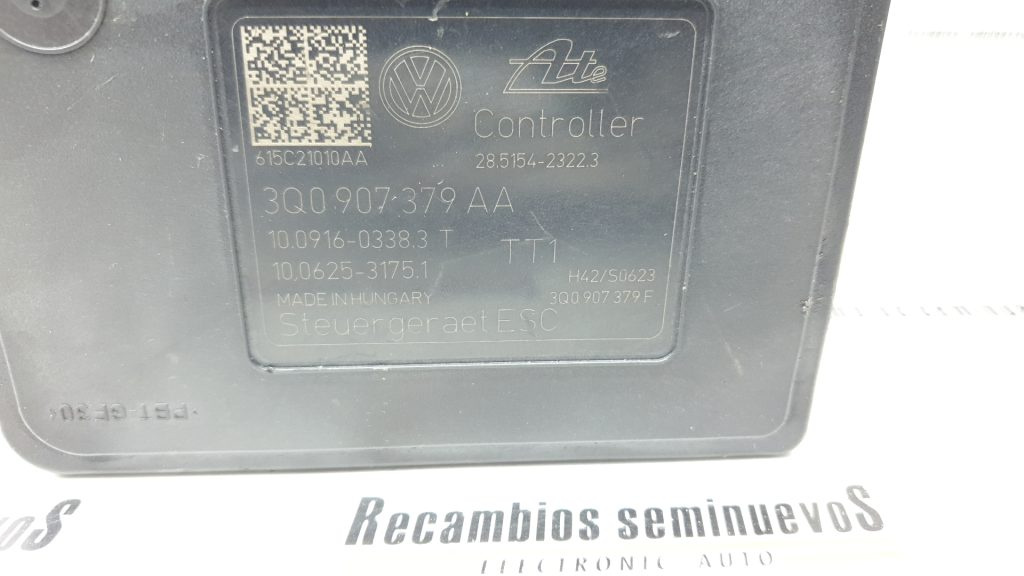 Ate
Controller
615C21010AA
28.5154-2322.3
3Q0 907 379 AA
10.0916-0338.3 T
TT1
10.0625-3175.1
H42/S0623
MADE IN HUNGARY
3Q0 907 379 F
Steuergeraet ESC
Recambios seminuevoS
ELECTRONIC AUTO